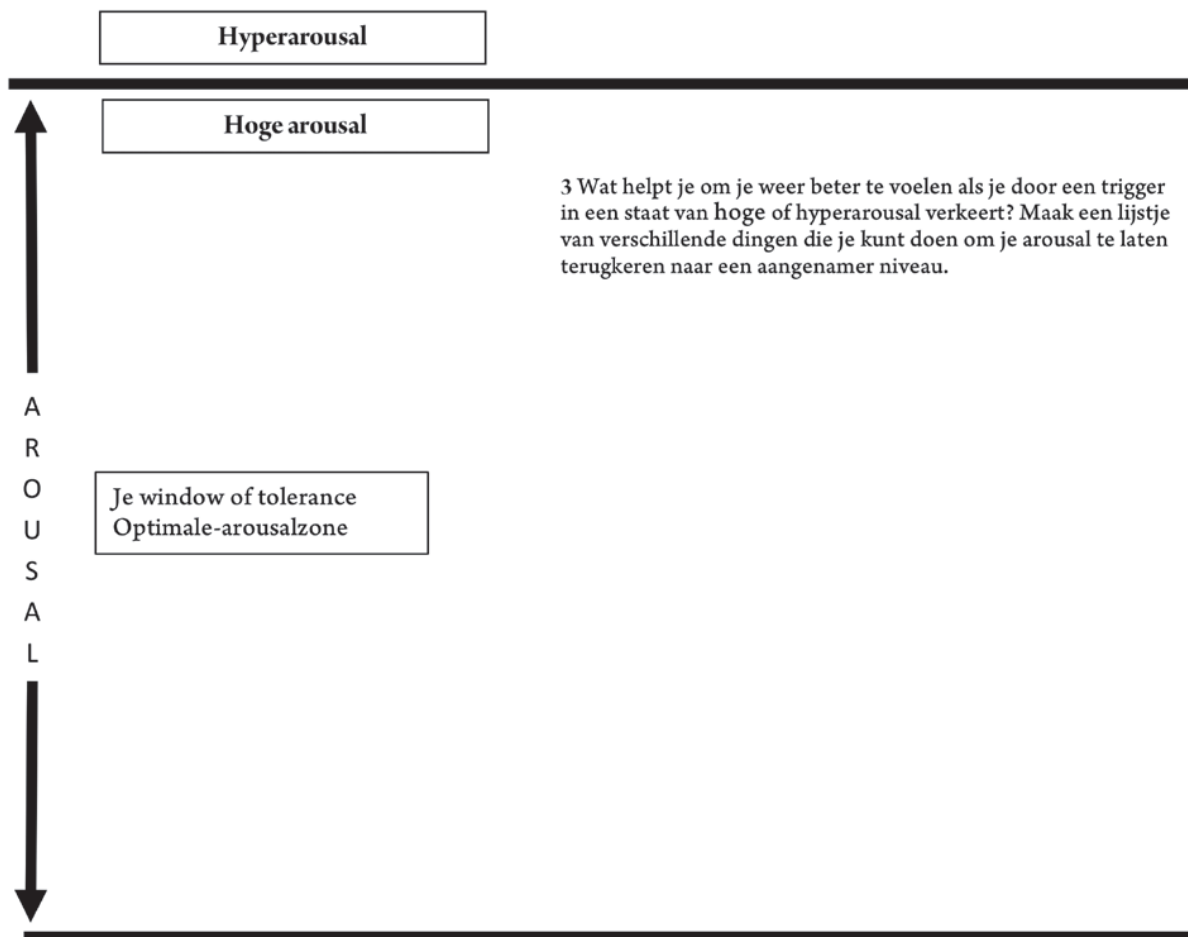 Hyperarousal
Hoge arousal
3 Wat helpt je om je weer beter te voelen als je door een trigger
in een staat van hoge of hyperarousal verkeert? Maak een lijstje
van verschillende dingen die je kunt doen om je arousal te laten
terugkeren naar een aangenamer niveau.
A
R
O
U
S
A
L
Je window of tolerance
Optimale-arousalzone